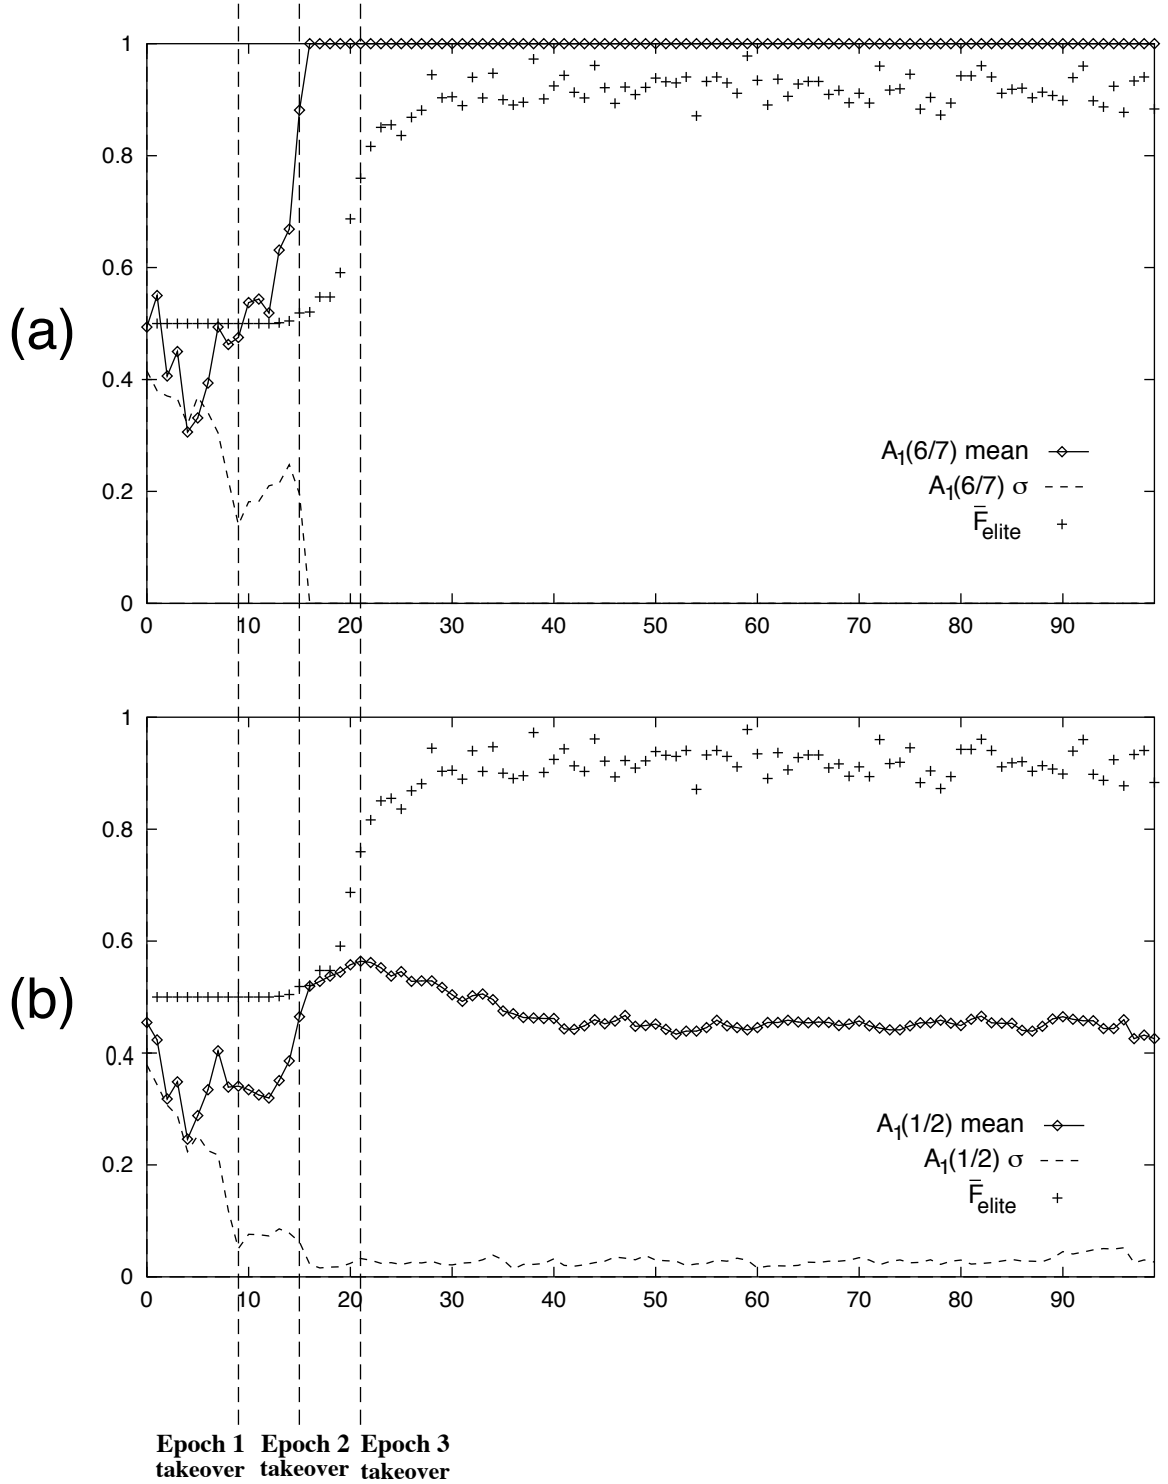 1
0.8
0.6
0.4
0.2
0
(a)
A1(6/7) mean
A1(6/7) σ
F̄elite
0 10 20 30 40 50 60 70 80 90
1
0.8
0.6
0.4
0.2
0
(b)
A1(1/2) mean
A1(1/2) σ
F̄elite
0 10 20 30 40 50 60 70 80 90
Epoch 1 Epoch 2 Epoch 3
takeover takeover takeover